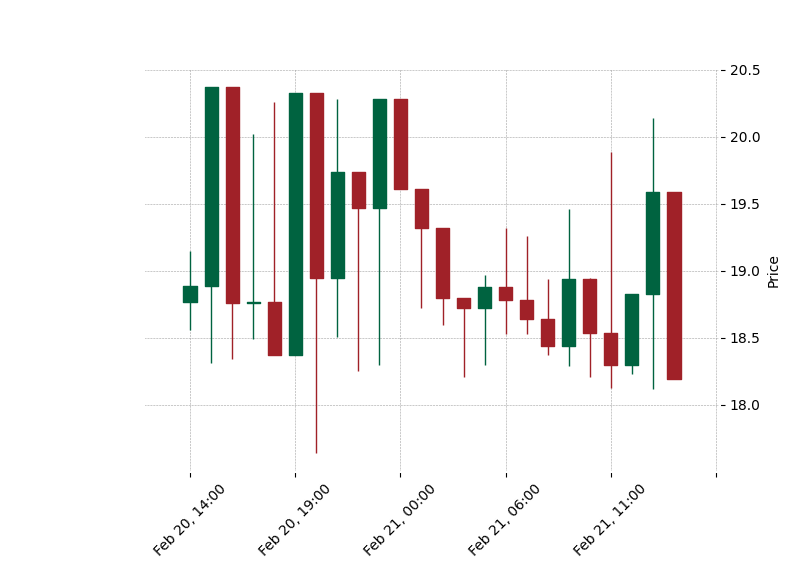 20.5
20.0
19.5
19.0
18.5
18.0
Price
Feb 20, 14:00
Feb 20, 19:00
Feb 21, 00:00
Feb 21, 06:00
Feb 21, 11:00